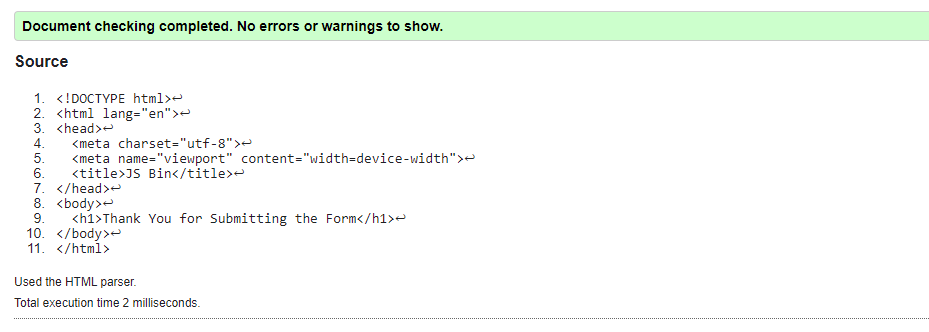 Document checking completed. No errors or warnings to show.
Source
1. <!DOCTYPE html>↩
2. <html lang="en">↩
3. <head>↩
4.   <meta charset="utf-8">↩
5.   <meta name="viewport" content="width=device-width">↩
6.   <title>JS Bin</title>↩
7. </head>↩
8. <body>↩
9.   <h1>Thank You for Submitting the Form</h1>↩
10. </body>↩
11. </html>
Used the HTML parser.
Total execution time 2 milliseconds.